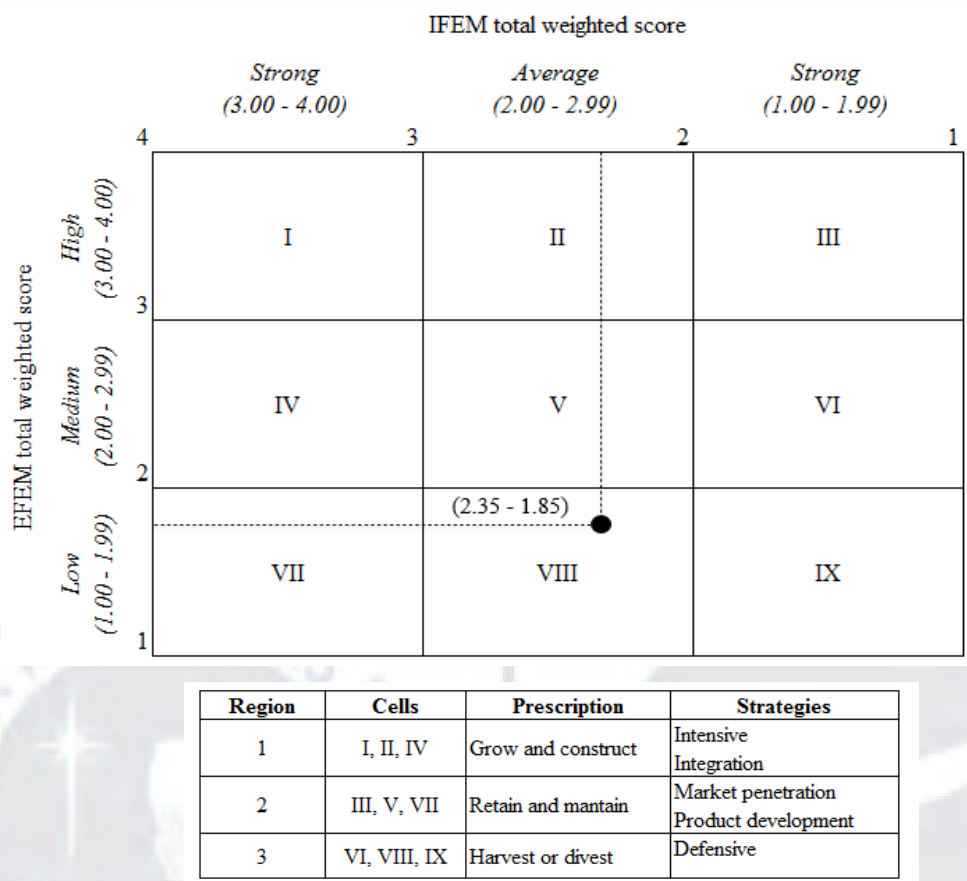 IFEM total weighted score
Strong
(3.00 - 4.00)
Average
(2.00 - 2.99)
Strong
(1.00 - 1.99)
4 3 2 1
EFEM total weighted score
High
(3.00 - 4.00)
I II III
3
Medium
(2.00 - 2.99)
IV V VI
2
Low
(1.00 - 1.99)
(2.35 - 1.85)
VII VIII IX
1
Region Cells Prescription Strategies
1 I, II, IV Grow and construct Intensive
Integration
2 III, V, VII Retain and mantain Market penetration
Product development
3 VI, VIII, IX Harvest or divest Defensive